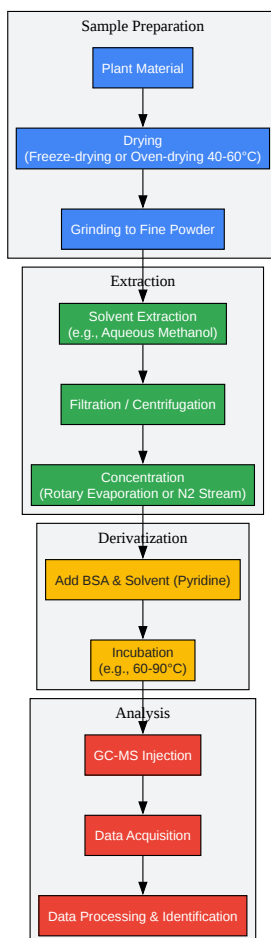 Sample Preparation
Plant Material
Drying
(Freeze-drying or Oven-drying 40-60°C)
Grinding to Fine Powder
Extraction
Solvent Extraction
(e.g., Aqueous Methanol)
Filtration / Centrifugation
Concentration
(Rotary Evaporation or N2 Stream)
Derivatization
Add BSA & Solvent (Pyridine)
Incubation
(e.g., 60-90°C)
Analysis
GC-MS Injection
Data Acquisition
Data Processing & Identification